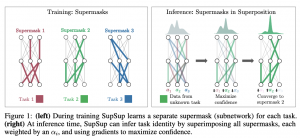 Training: Supermasks
Inference: Supermasks in Superposition
Supermask 1
Supermask 2
Supermask 3
Task 1
Task 2
Task 3
Data from
unknown task
Maximize
confidence
Converge to
supermask 2
Figure 1: (left) During training SupSup learns a separate supermask (subnetwork) for each task.
(right) At inference time, SupSup can infer task identity by superimposing all supermasks, each
weighted by an αᵢ, and using gradients to maximize confidence.